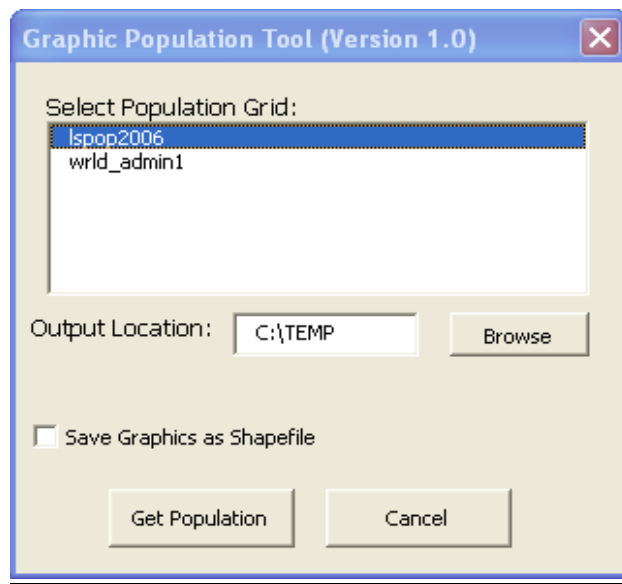 Graphic Population Tool (Version 1.0)
Select Population Grid:
lspop2006
wrld_admin1
Output Location:
C:\TEMP
Browse
Save Graphics as Shapefile
Get Population
Cancel